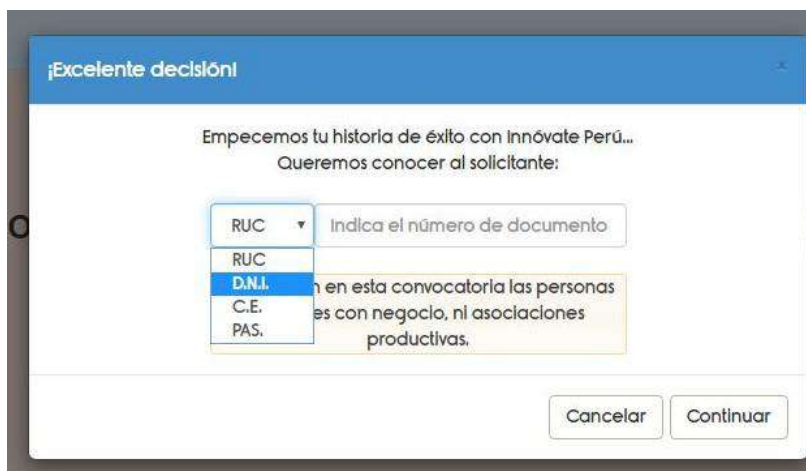 ¡Excelente decisión!
×
Empecemos tu historia de éxito con Innóvate Perú...
Queremos conocer al solicitante:
RUC ▼ Indica el número de documento
RUC
D.N.I. en esta convocatoria las personas
C.E. con negocio, ni asociaciones
PAS. productivas.
Cancelar Continuar